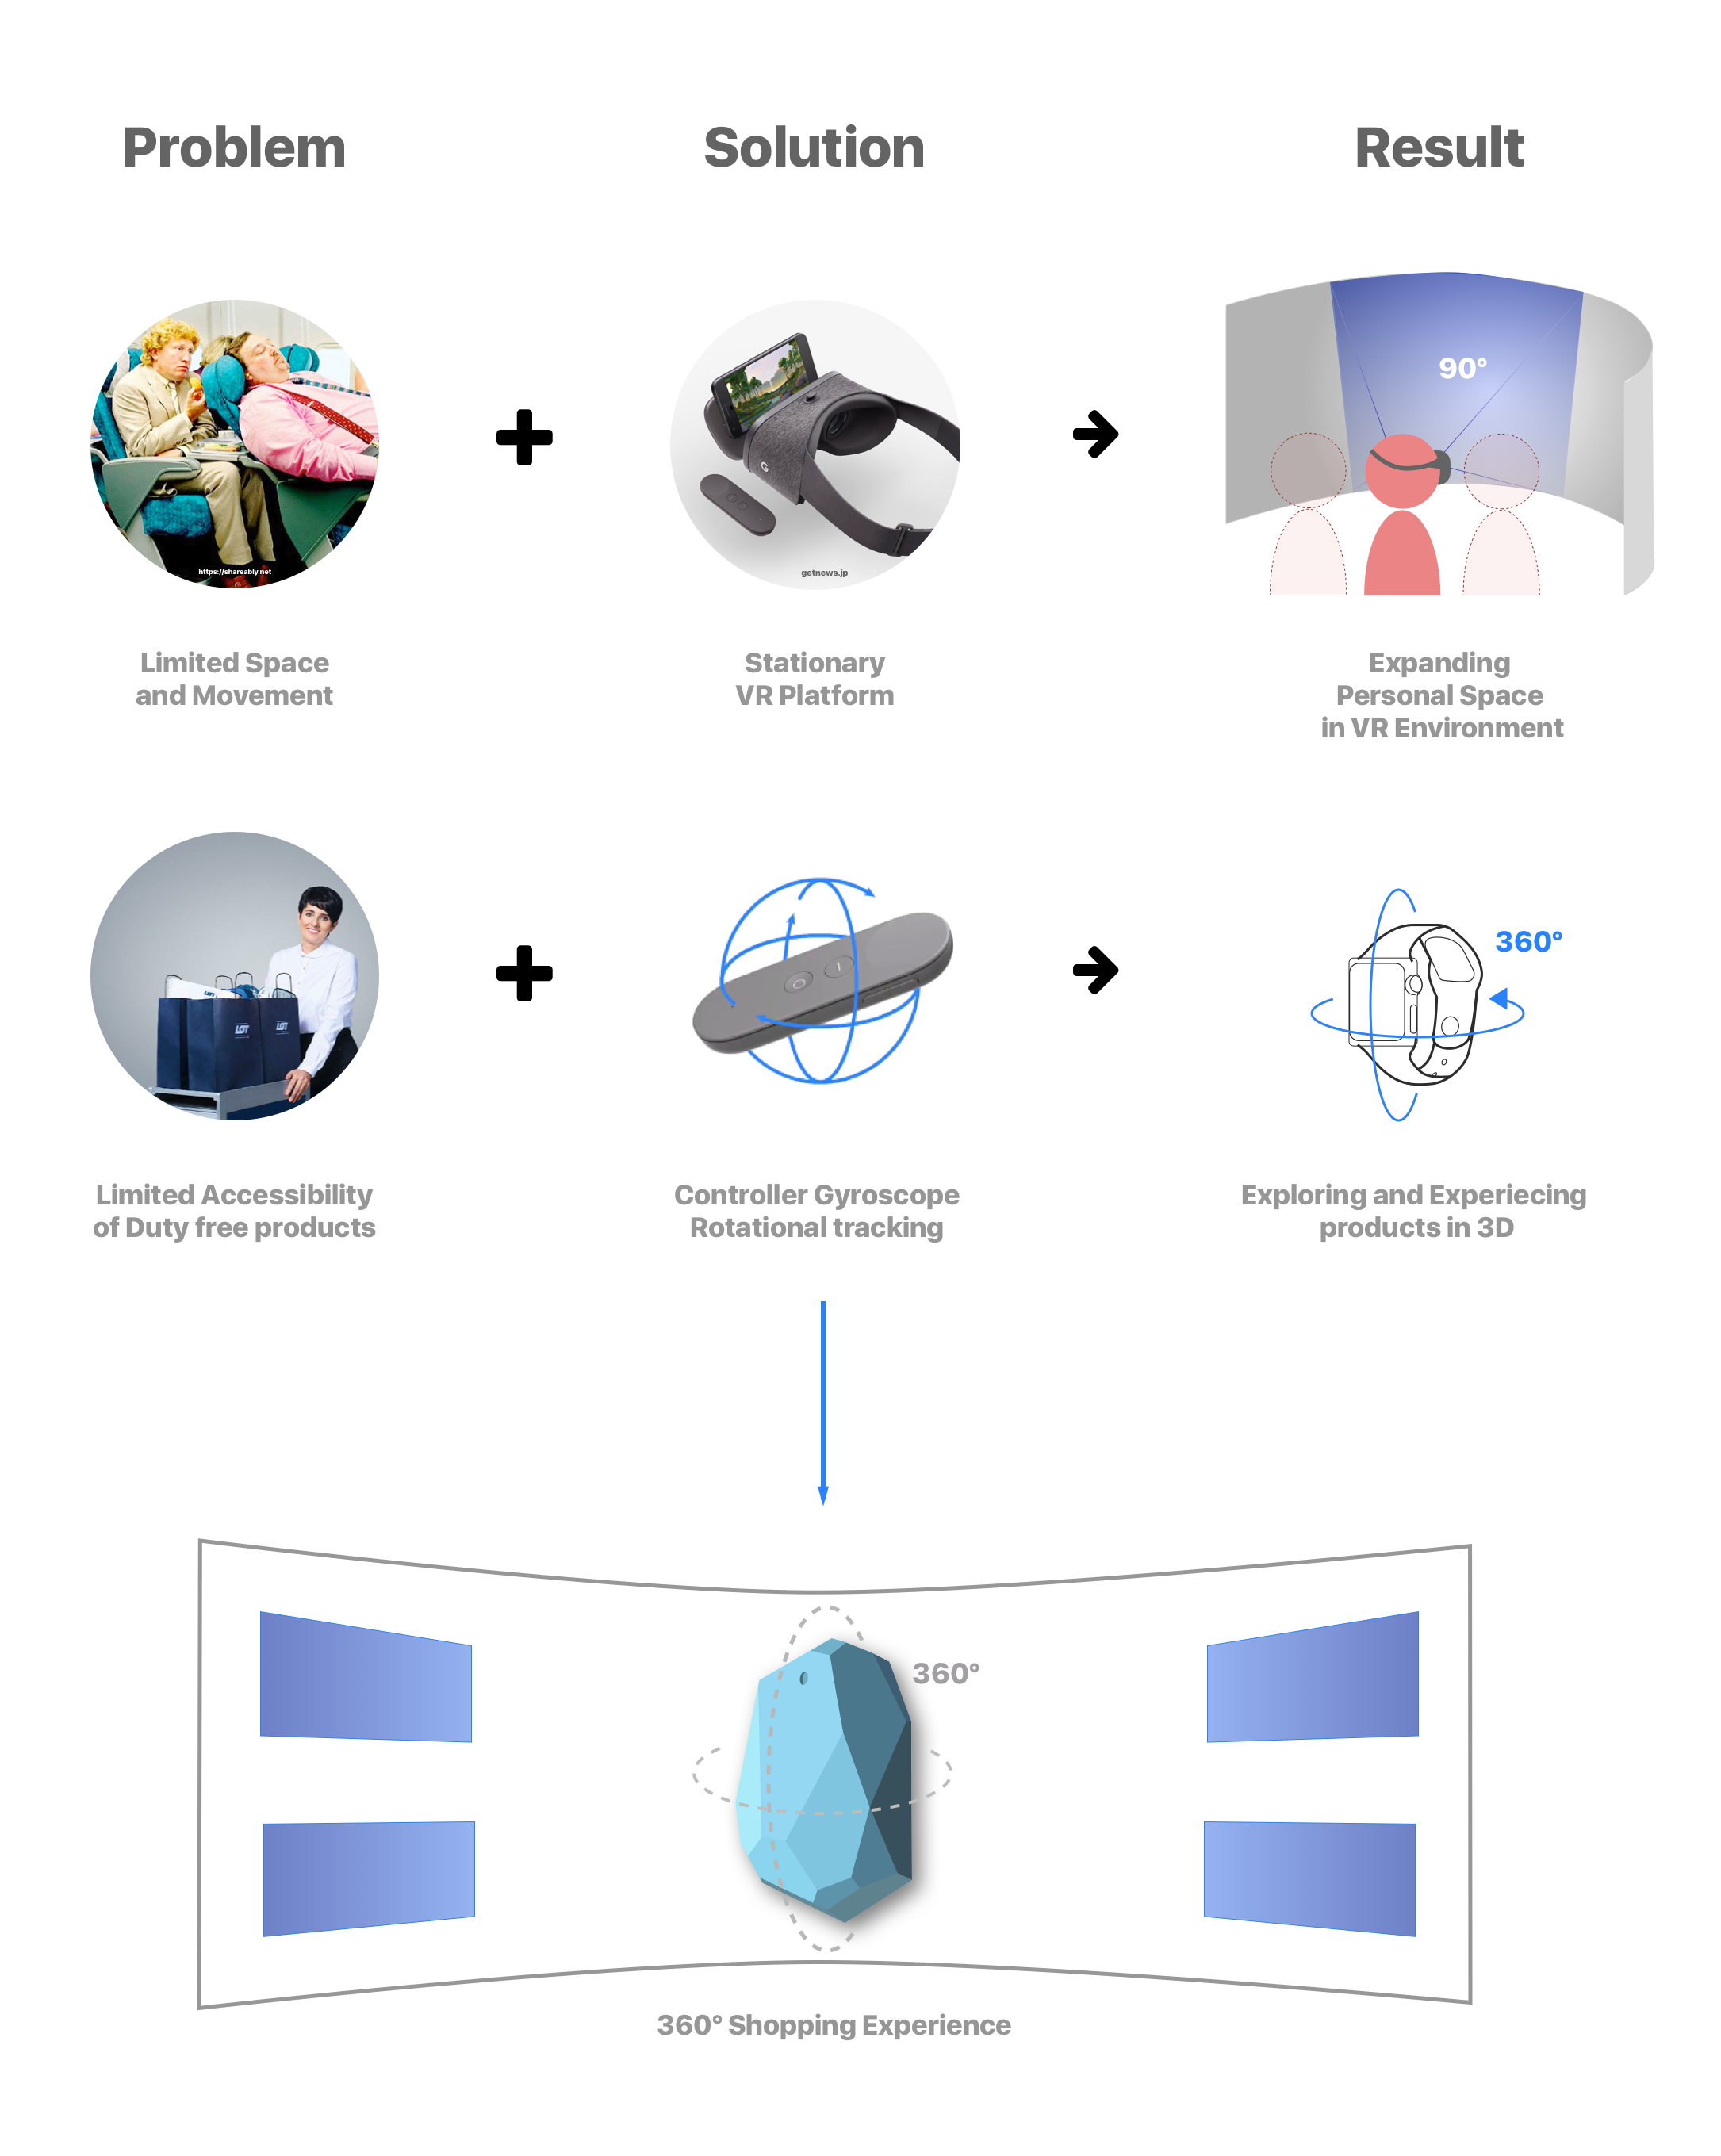 Problem
Solution
Result
90°
https://shareably.net
getnews.jp
Limited Space
and Movement
Stationary
VR Platform
Expanding
Personal Space
in VR Environment
LOT
LOT
360°
Limited Accessibility
of Duty free products
Controller Gyroscope
Rotational tracking
Exploring and Experiecing
products in 3D
360°
360° Shopping Experience